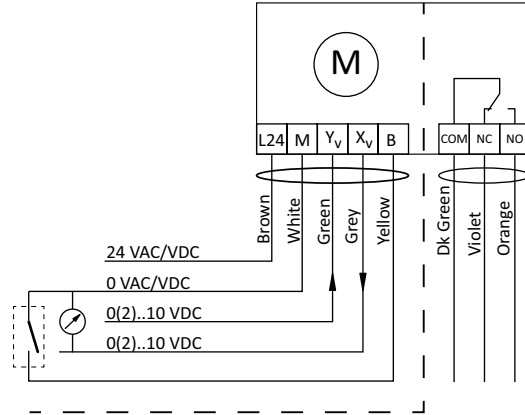 M
L24 M Yv Xv B COM NC NO
Brown White Green Grey Yellow Dk Green Violet Orange
24 VAC/VDC
0 VAC/VDC
0(2)..10 VDC
0(2)..10 VDC